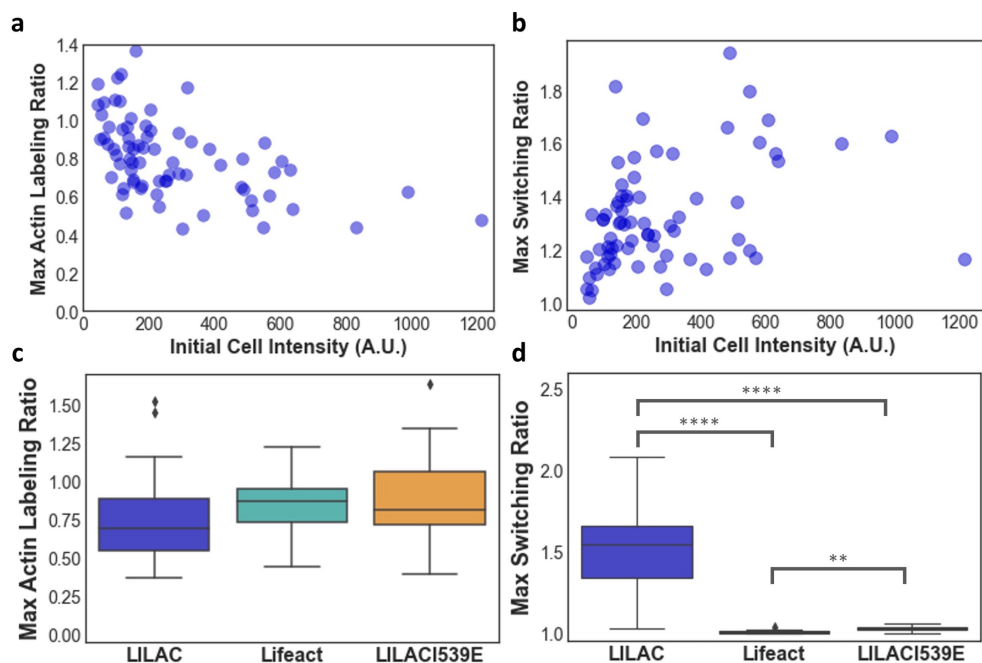 a
Max Actin Labeling Ratio
1.4
1.2
1.0
0.8
0.6
0.4
0.2
0.0
0 200 400 600 800 1000 1200
Initial Cell Intensity (A.U.)
b
Max Switching Ratio
1.8
1.6
1.4
1.2
1.0
0 200 400 600 800 1000 1200
Initial Cell Intensity (A.U.)
c
Max Actin Labeling Ratio
1.50
1.25
1.00
0.75
0.50
0.25
0.00
LILAC Lifeact LILACI539E
d
Max Switching Ratio
2.5
2.0
1.5
1.0
****
****
**
LILAC Lifeact LILACI539E